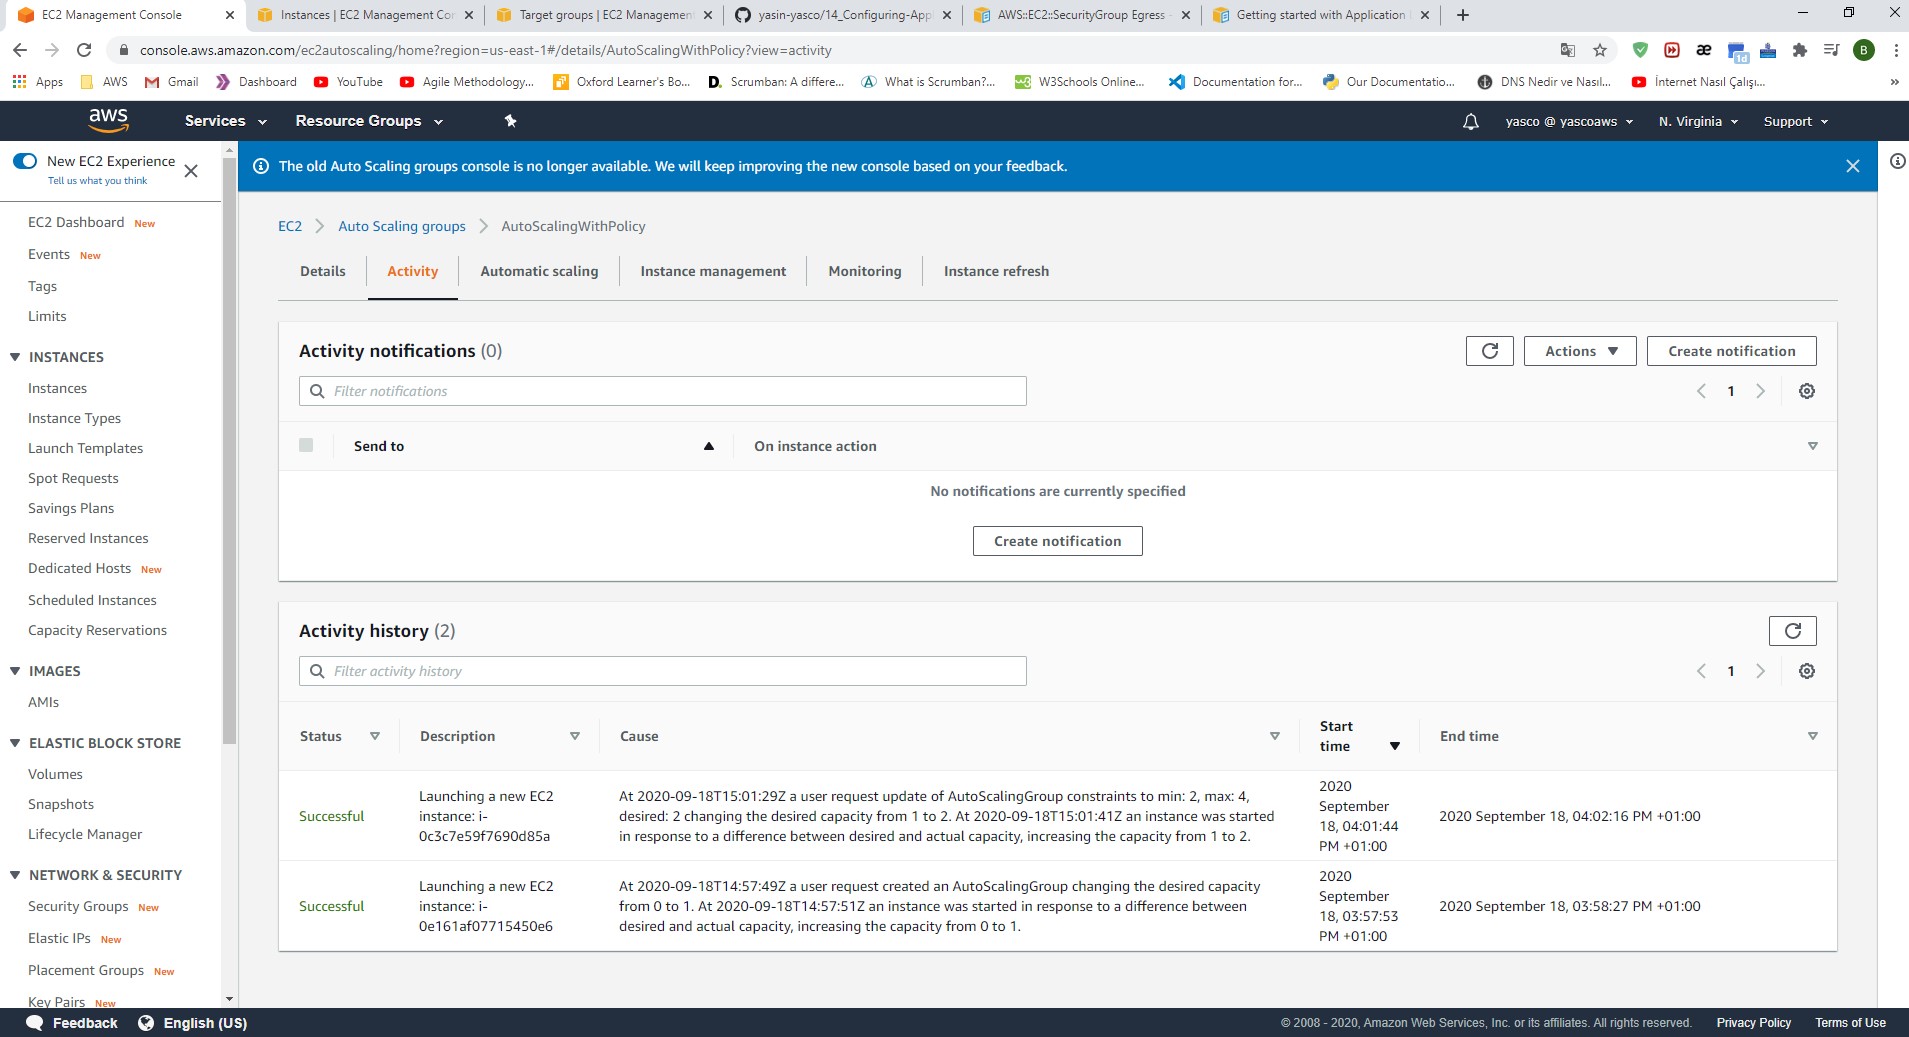 EC2 Management Console
Instances | EC2 Management Con
Target groups | EC2 Management
yasin-yasco/14_Configuring-Appl
AWS::EC2::SecurityGroup Egress -
Getting started with Application
console.aws.amazon.com/ec2autoscaling/home?region=us-east-1#/details/AutoScalingWithPolicy?view=activity
1d
B
Apps
AWS
Gmail
Dashboard
YouTube
Agile Methodology...
Oxford Learner's Bo...
D.
Scrumban: A differe...
What is Scrumban?...
W3Schools Online...
Documentation for...
Our Documentatio...
DNS Nedir ve Nasıl...
İnternet Nasıl Çalışı...
»
aws
Services
Resource Groups
yasco @ yascoaws
N. Virginia
Support
New EC2 Experience
Tell us what you think
The old Auto Scaling groups console is no longer available. We will keep improving the new console based on your feedback.
EC2 Dashboard New
Events New
Tags
Limits
INSTANCES
Instances
Instance Types
Launch Templates
Spot Requests
Savings Plans
Reserved Instances
Dedicated Hosts New
Scheduled Instances
Capacity Reservations
IMAGES
AMIs
ELASTIC BLOCK STORE
Volumes
Snapshots
Lifecycle Manager
NETWORK & SECURITY
Security Groups New
Elastic IPs New
Placement Groups New
Key Pairs New
EC2 > Auto Scaling groups > AutoScalingWithPolicy
Details
Activity
Automatic scaling
Instance management
Monitoring
Instance refresh
Activity notifications (0)
Actions
Create notification
Filter notifications
1
Send to
On instance action
No notifications are currently specified
Create notification
Activity history (2)
Filter activity history
1
Status
Description
Cause
Start
time
End time
Successful
Launching a new EC2
instance: i-
0c3c7e59f7690d85a
At 2020-09-18T15:01:29Z a user request update of AutoScalingGroup constraints to min: 2, max: 4,
desired: 2 changing the desired capacity from 1 to 2. At 2020-09-18T15:01:41Z an instance was started
in response to a difference between desired and actual capacity, increasing the capacity from 1 to 2.
2020
September
18, 04:01:44
PM +01:00
2020 September 18, 04:02:16 PM +01:00
Successful
Launching a new EC2
instance: i-
0e161af07715450e6
At 2020-09-18T14:57:49Z a user request created an AutoScalingGroup changing the desired capacity
from 0 to 1. At 2020-09-18T14:57:51Z an instance was started in response to a difference between
desired and actual capacity, increasing the capacity from 0 to 1.
2020
September
18, 03:57:53
PM +01:00
2020 September 18, 03:58:27 PM +01:00
Feedback
English (US)
© 2008 - 2020, Amazon Web Services, Inc. or its affiliates. All rights reserved.
Privacy Policy
Terms of Use